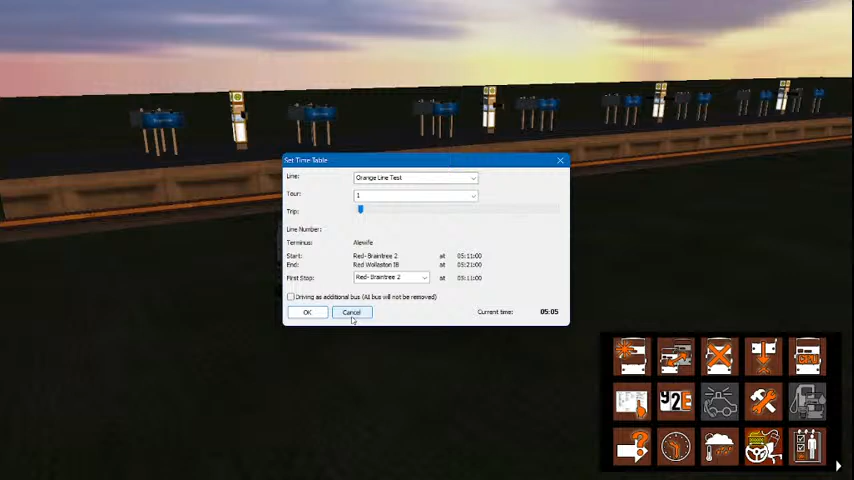 Set Time Table
Line: Orange Line Test
Tour: 1
Trip:
Line Number:
Terminus: Alewife
Start: Red- Braintree 2 at 05:11:00
End: Red Wollaston IB at 05:21:00
First Stop: Red- Braintree 2 at 05:11:00
Driving as additional bus (AI bus will not be removed)
OK Cancel Current time: 05:05
92E